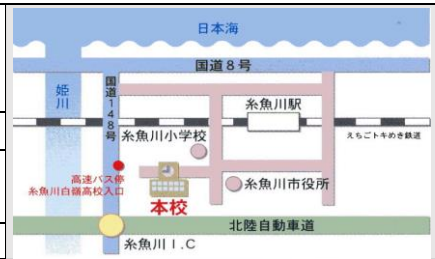 日本海
国道8号
姫川
国道148号
糸魚川駅
えちごトキめき鉄道
糸魚川小学校
高速バス停
糸魚川白嶺高校入口
本校
糸魚川市役所
北陸自動車道
糸魚川I.C